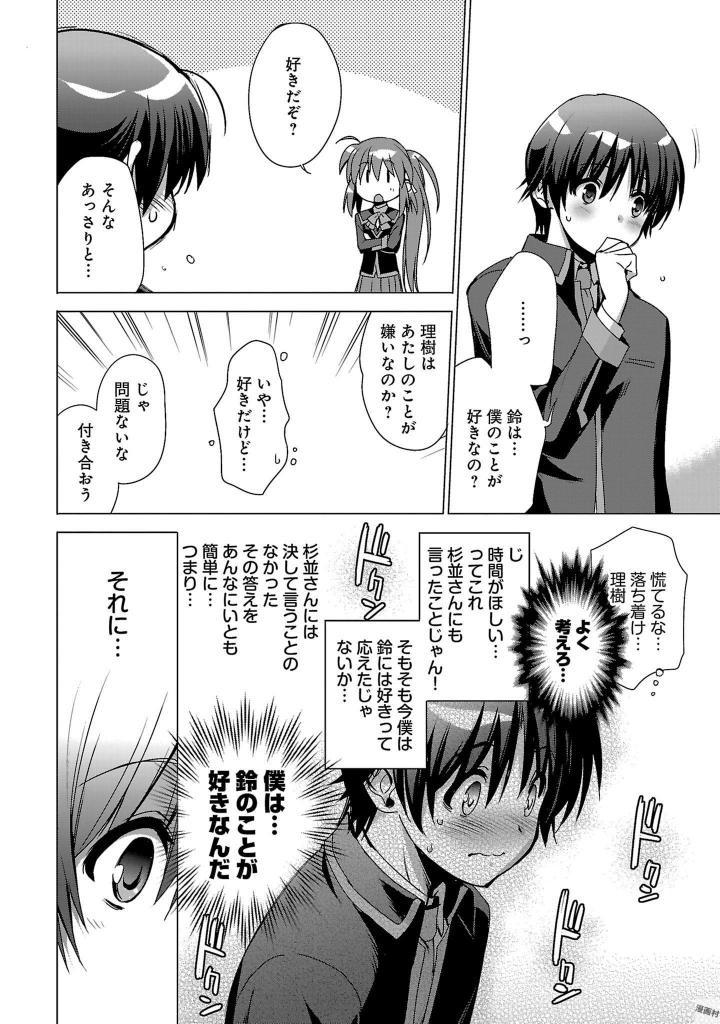 ……っ
鈴は…
僕のことが
好きなの？
好きだぞ？
そんな
あっさりと…
理樹は
あたしのことが
嫌いなのか？
いや…
好きだけど…
じゃ
問題ないな
付き合おう
慌てるな…
落ち着け
理樹
よく
考えろ…
じ
時間がほしい…
ってこれ
杉並さんにも
言ったことじゃん！
そもそも今僕は
鈴には好きって
応えたじゃ
ないか…
ドクン
ドクン
ドクン
杉並さんには
決して言うことの
なかった
その答えを
あんなにいとも
簡単に…
つまり…
僕は…
鈴のことが
好きなんだ
それに…
漫画村